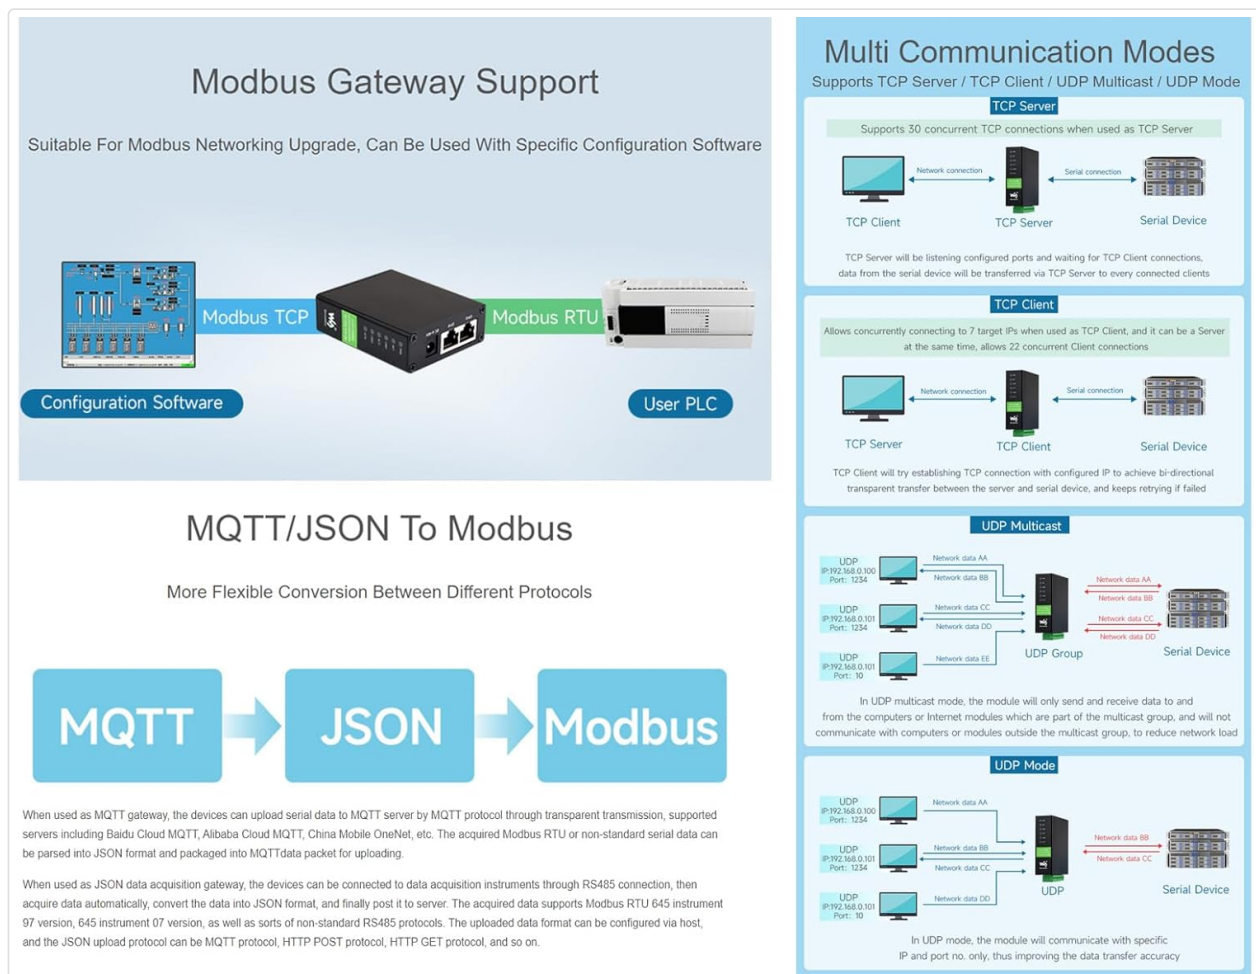 Modbus Gateway Support
Suitable For Modbus Networking Upgrade, Can Be Used With Specific Configuration Software
Modbus TCP
Modbus RTU
Configuration Software
User PLC
MQTT/JSON To Modbus
More Flexible Conversion Between Different Protocols
MQTT
JSON
Modbus
When used as MQTT gateway, the devices can upload serial data to MQTT server by MQTT protocol through transparent transmission, supported
servers including Baidu Cloud MQTT, Alibaba Cloud MQTT, China Mobile OneNet, etc. The acquired Modbus RTU or non-standard serial data can
be parsed into JSON format and packaged into MQTTdata packet for uploading.
When used as JSON data acquisition gateway, the devices can be connected to data acquisition instruments through RS485 connection, then
acquire data automatically, convert the data into JSON format, and finally post it to server. The acquired data supports Modbus RTU 645 instrument
97 version, 645 instrument 07 version, as well as sorts of non-standard RS485 protocols. The uploaded data format can be configured via host,
and the JSON upload protocol can be MQTT protocol, HTTP POST protocol, HTTP GET protocol, and so on.
Multi Communication Modes
Supports TCP Server / TCP Client / UDP Multicast / UDP Mode
TCP Server
Supports 30 concurrent TCP connections when used as TCP Server
Network connection
Serial connection
TCP Client
TCP Server
Serial Device
TCP Server will be listening configured ports and waiting for TCP Client connections,
data from the serial device will be transferred via TCP Server to every connected clients
TCP Client
Allows concurrently connecting to 7 target IPs when used as TCP Client, and it can be a Server
at the same time, allows 22 concurrent Client connections
Network connection
Serial connection
TCP Server
TCP Client
Serial Device
TCP Client will try establishing TCP connection with configured IP to achieve bi-directional
transparent transfer between the server and serial device, and keeps retrying if failed
UDP Multicast
UDP
IP:192.168.0.100
Port: 1234
Network data AA
Network data BB
UDP
IP:192.168.0.101
Port: 1234
Network data CC
Network data DD
UDP
IP:192.168.0.101
Port: 10
Network data EE
Network data AA
Network data BB
Network data CC
Network data DD
UDP Group
Serial Device
In UDP multicast mode, the module will only send and receive data to and
from the computers or Internet modules which are part of the multicast group, and will not
communicate with computers or modules outside the multicast group, to reduce network load
UDP Mode
UDP
IP:192.168.0.100
Port: 1234
Network data AA
UDP
IP:192.168.0.101
Port: 1234
Network data BB
Network data CC
UDP
IP:192.168.0.101
Port: 10
Network data DD
Network data BB
Network data CC
UDP
Serial Device
In UDP mode, the module will communicate with specific
IP and port no. only, thus improving the data transfer accuracy